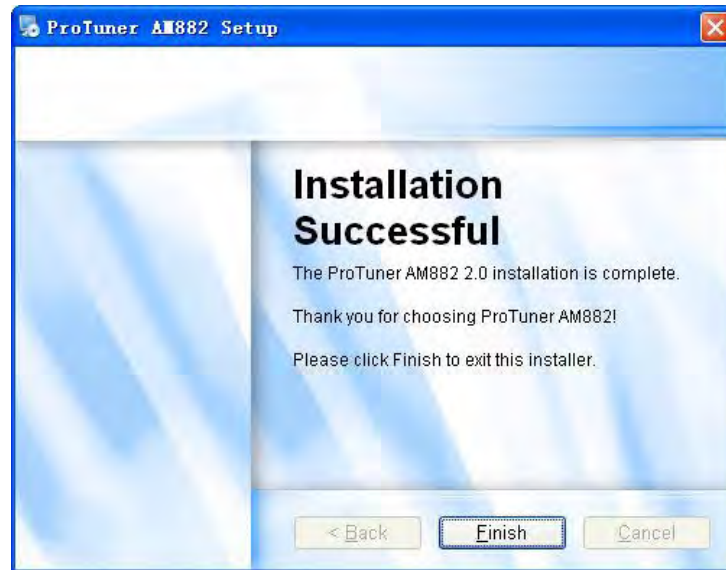 ProTuner AM882 Setup
Installation
Successful
The ProTuner AM882 2.0 installation is complete.
Thank you for choosing ProTuner AM882!
Please click Finish to exit this installer.
< Back
Finish
Cancel